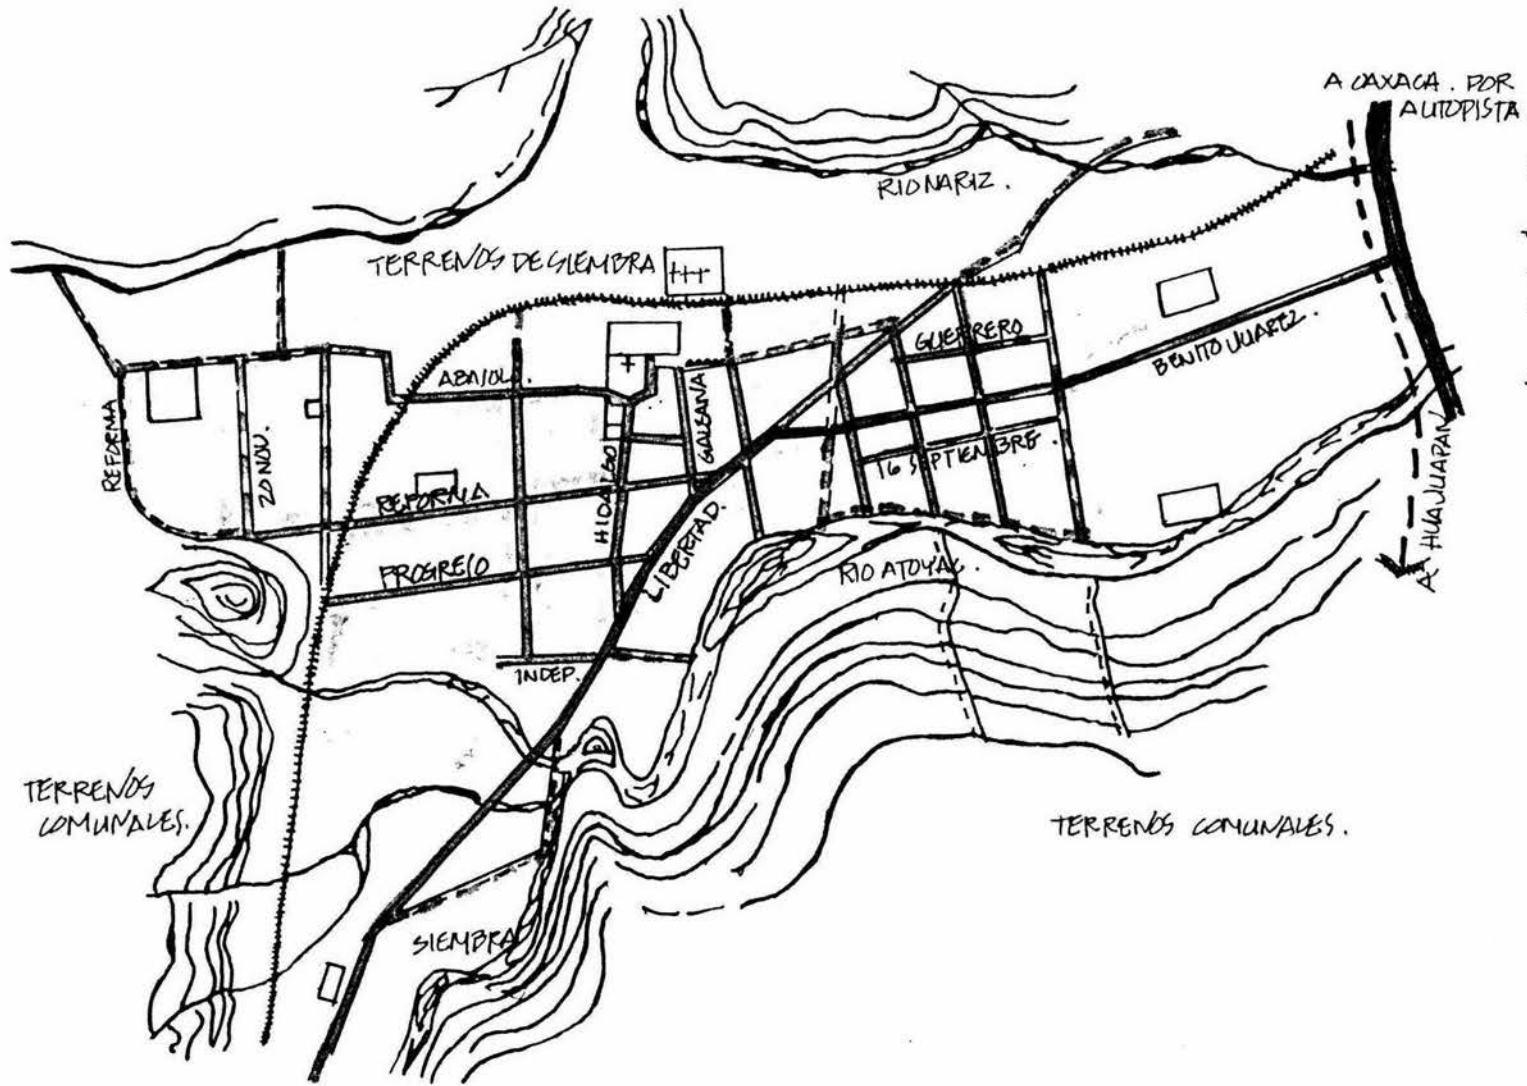 A OAXACA. POR
AUTOPISTA
RIO NARIZ.
TERRENOS DE SIEMBRA
GUERRERO
BENITO JUAREZ.
ABASOLO.
GALEANA
REFORMA
20 NOV.
HIDALGO
16 SEPTIEMBRE.
REFORMA
LIBERTAD.
A HUAJUAPAN
PROGRESO
RIO ATOYAC.
INDEP.
TERRENOS
COMUNALES.
TERRENOS COMUNALES.
SIEMBRA